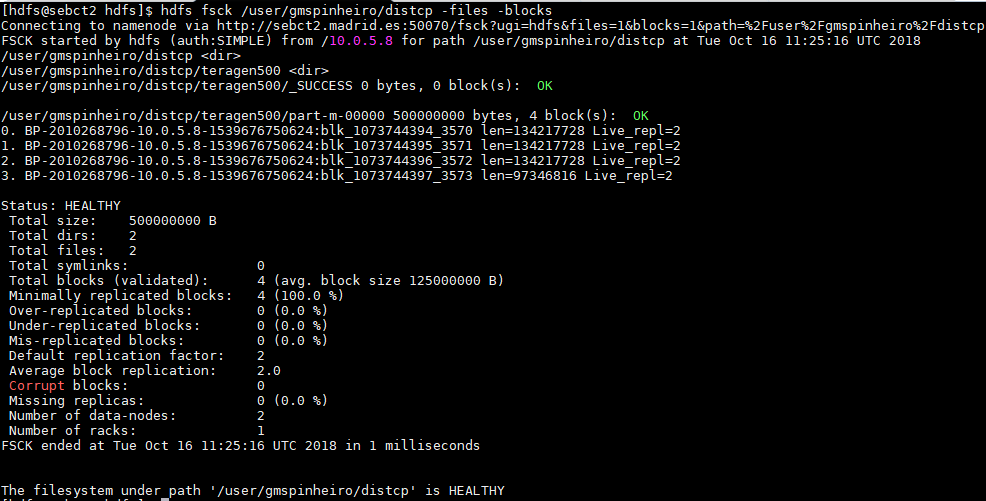 [hdfs@sebct2 hdfs]$ hdfs fsck /user/gmspinheiro/distcp -files -blocks
Connecting to namenode via http://sebct2.madrid.es:50070/fsck?ugi=hdfs&files=1&blocks=1&path=%2Fuser%2Fgmspinheiro%2Fdistcp
FSCK started by hdfs (auth:SIMPLE) from /10.0.5.8 for path /user/gmspinheiro/distcp at Tue Oct 16 11:25:16 UTC 2018
/user/gmspinheiro/distcp <dir>
/user/gmspinheiro/distcp/teragen500 <dir>
/user/gmspinheiro/distcp/teragen500/_SUCCESS 0 bytes, 0 block(s):  OK

/user/gmspinheiro/distcp/teragen500/part-m-00000 500000000 bytes, 4 block(s):  OK
0. BP-2010268796-10.0.5.8-1539676750624:blk_1073744394_3570 len=134217728 Live_repl=2
1. BP-2010268796-10.0.5.8-1539676750624:blk_1073744395_3571 len=134217728 Live_repl=2
2. BP-2010268796-10.0.5.8-1539676750624:blk_1073744396_3572 len=134217728 Live_repl=2
3. BP-2010268796-10.0.5.8-1539676750624:blk_1073744397_3573 len=97346816 Live_repl=2

Status: HEALTHY
 Total size:    500000000 B
 Total dirs:    2
 Total files:   2
 Total symlinks:                0
 Total blocks (validated):      4 (avg. block size 125000000 B)
 Minimally replicated blocks:   4 (100.0 %)
 Over-replicated blocks:        0 (0.0 %)
 Under-replicated blocks:       0 (0.0 %)
 Mis-replicated blocks:         0 (0.0 %)
 Default replication factor:    2
 Average block replication:     2.0
 Corrupt blocks:                0
 Missing replicas:              0 (0.0 %)
 Number of data-nodes:          2
 Number of racks:               1
FSCK ended at Tue Oct 16 11:25:16 UTC 2018 in 1 milliseconds


The filesystem under path '/user/gmspinheiro/distcp' is HEALTHY